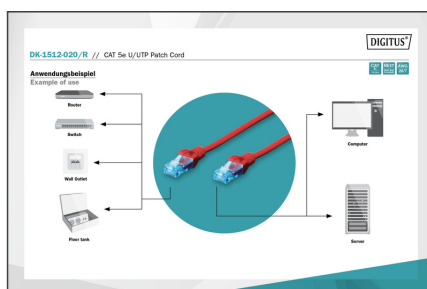 DIGITUS®
DK-1512-020/R // CAT 5e U/UTP Patch Cord
Anwendungsbeispiel
Example of use
Router
Switch
Wall Outlet
Floor tank
Computer
Server